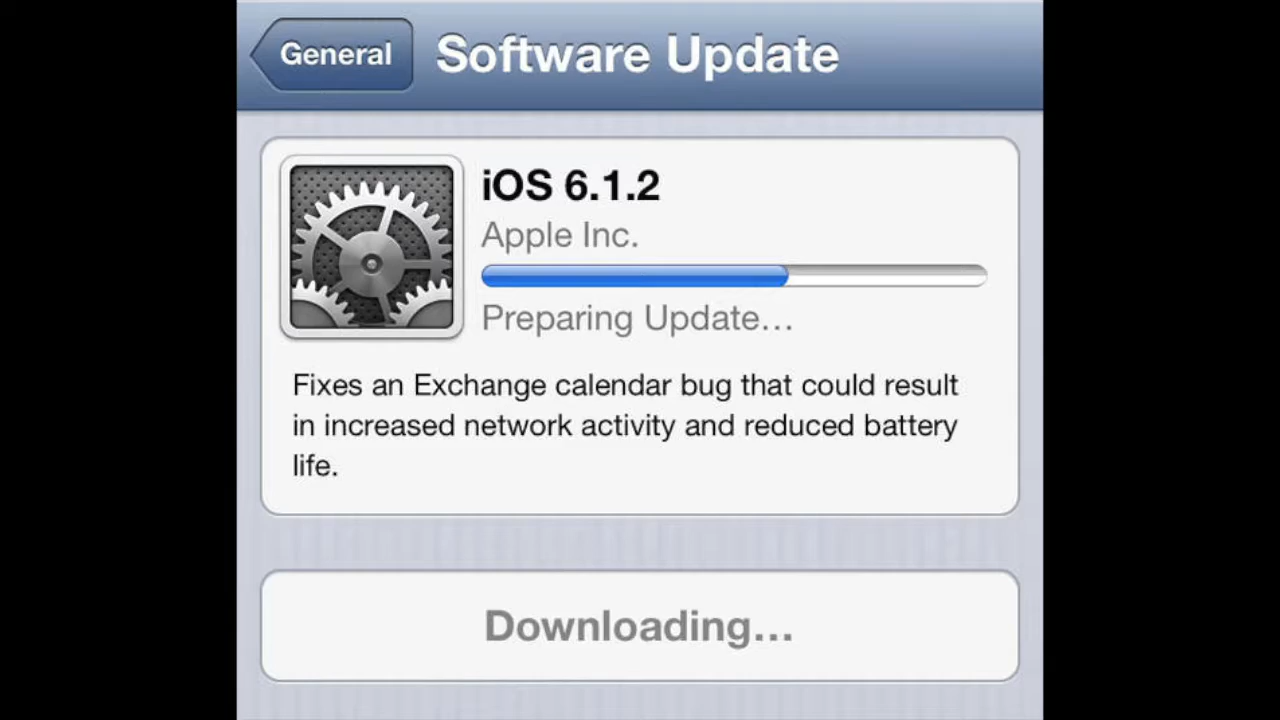 General
Software Update
iOS 6.1.2
Apple Inc.
Preparing Update...
Fixes an Exchange calendar bug that could result
in increased network activity and reduced battery
life.
Downloading...